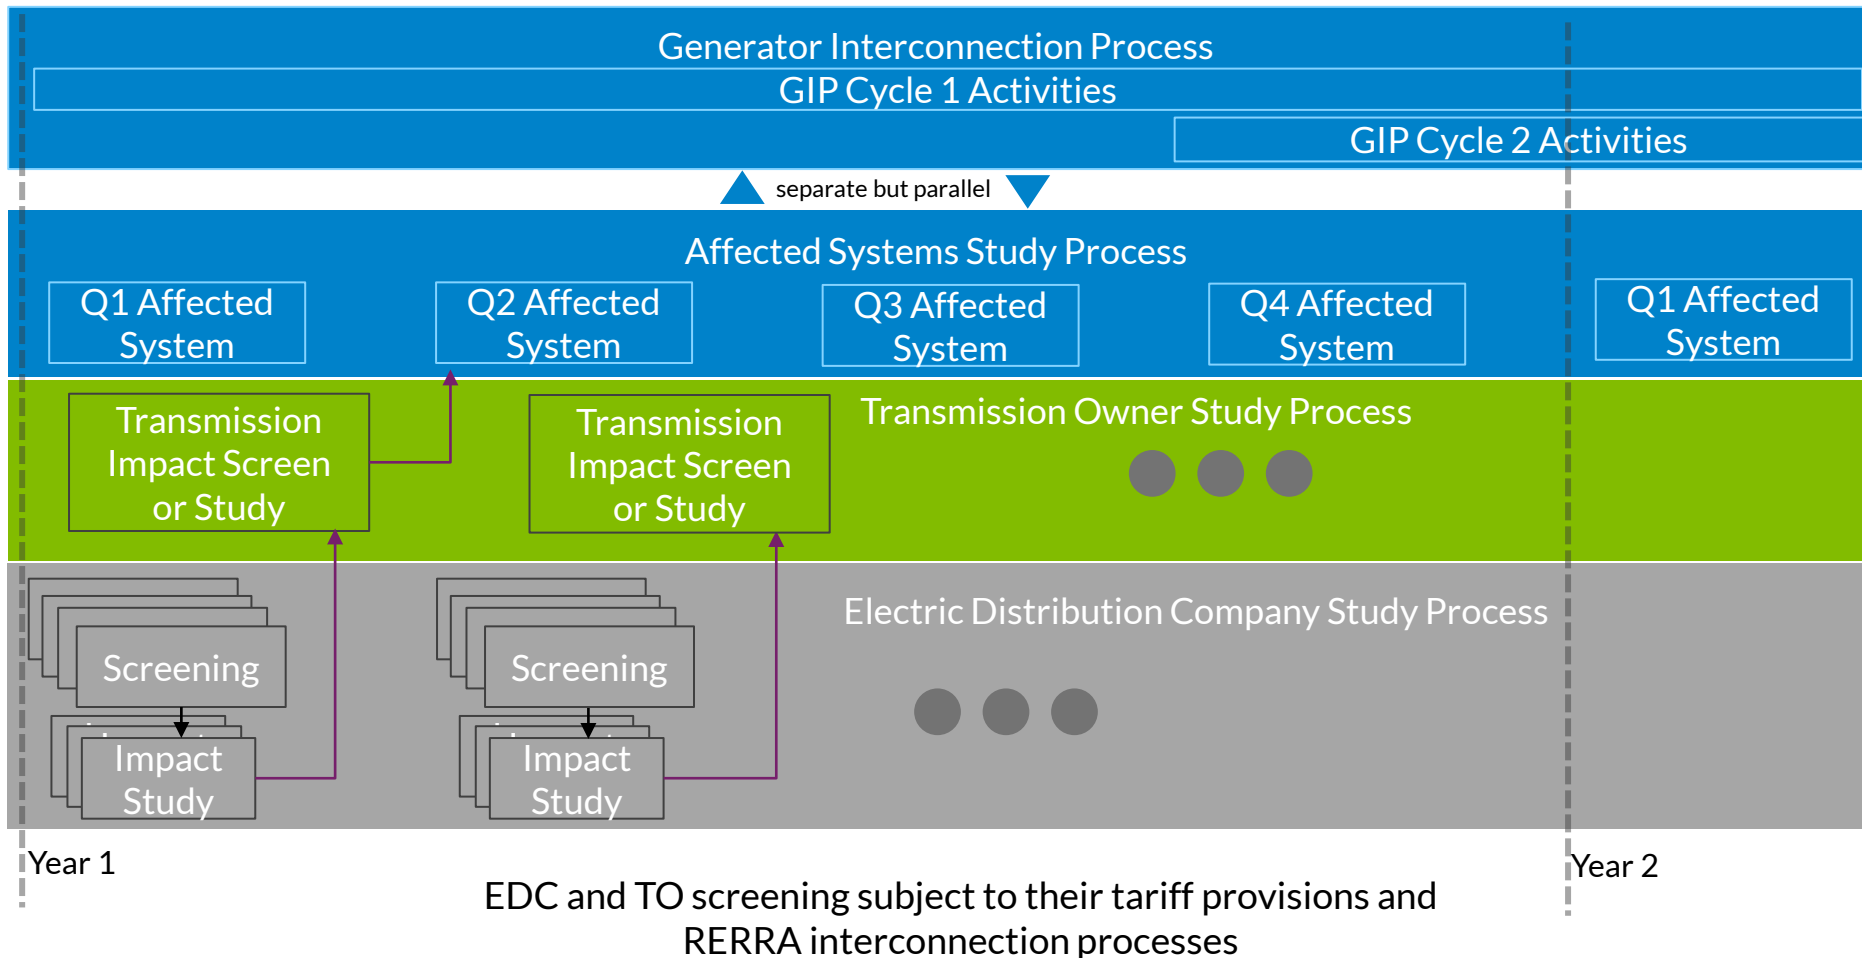 Generator Interconnection Process
GIP Cycle 1 Activities
GIP Cycle 2 Activities
separate but parallel
Affected Systems Study Process
Q1 Affected
System
Q2 Affected
System
Q3 Affected
System
Q4 Affected
System
Q1 Affected
System
Transmission
Impact Screen
or Study
Transmission
Impact Screen
or Study
Transmission Owner Study Process
Electric Distribution Company Study Process
Screening
Impact
Study
Screening
Impact
Study
Year 1
Year 2
EDC and TO screening subject to their tariff provisions and
RERRA interconnection processes